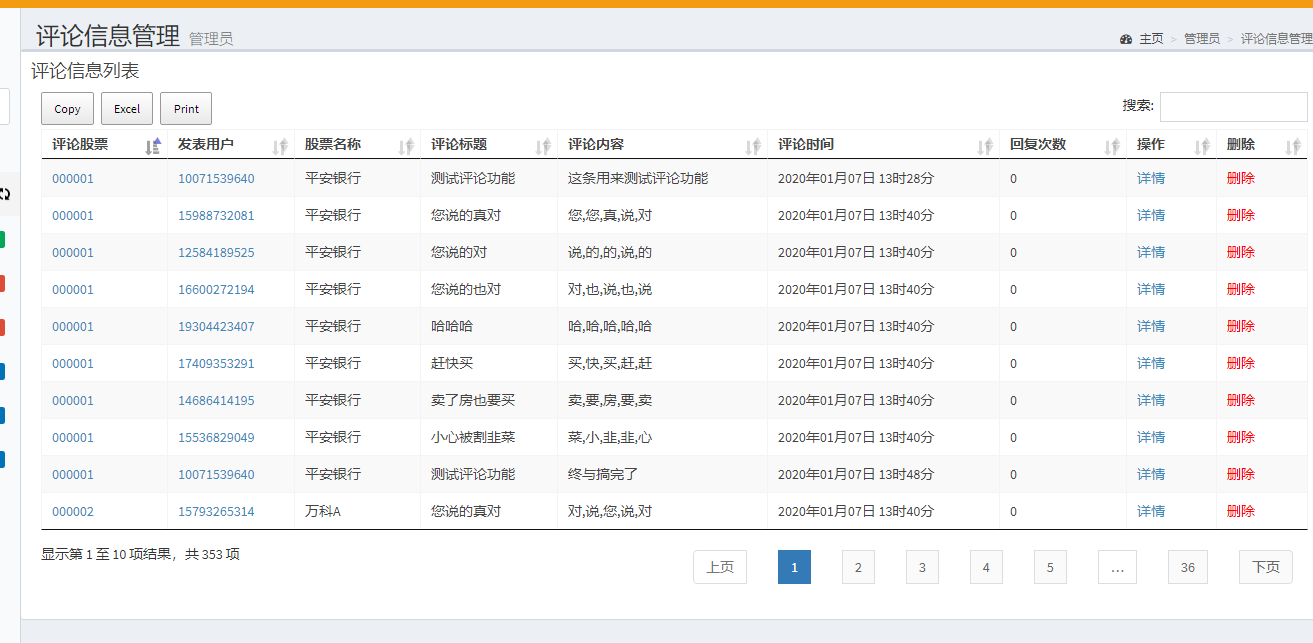 评论信息管理 管理员
主页 > 管理员 > 评论信息管理
评论信息列表
Copy Excel Print
搜索:
评论股票 发表用户 股票名称 评论标题 评论内容 评论时间 回复次数 操作 删除
000001 10071539640 平安银行 测试评论功能 这条用来测试评论功能 2020年01月07日 13时28分 0 详情 删除
000001 15988732081 平安银行 您说的真对 您,您,真,说,对 2020年01月07日 13时40分 0 详情 删除
000001 12584189525 平安银行 您说的对 说,的,的,说,的 2020年01月07日 13时40分 0 详情 删除
000001 16600272194 平安银行 您说的也对 对,也,说,也,说 2020年01月07日 13时40分 0 详情 删除
000001 19304423407 平安银行 哈哈哈 哈,哈,哈,哈,哈 2020年01月07日 13时40分 0 详情 删除
000001 17409353291 平安银行 赶快买 买,快,买,赶,赶 2020年01月07日 13时40分 0 详情 删除
000001 14686414195 平安银行 卖了房也要买 卖,要,房,要,卖 2020年01月07日 13时40分 0 详情 删除
000001 15536829049 平安银行 小心被割韭菜 菜,小,韭,韭,心 2020年01月07日 13时40分 0 详情 删除
000001 10071539640 平安银行 测试评论功能 终与搞完了 2020年01月07日 13时48分 0 详情 删除
000002 15793265314 万科A 您说的真对 对,说,您,说,对 2020年01月07日 13时40分 0 详情 删除
显示第 1 至 10 项结果，共 353 项
上页 1 2 3 4 5 … 36 下页